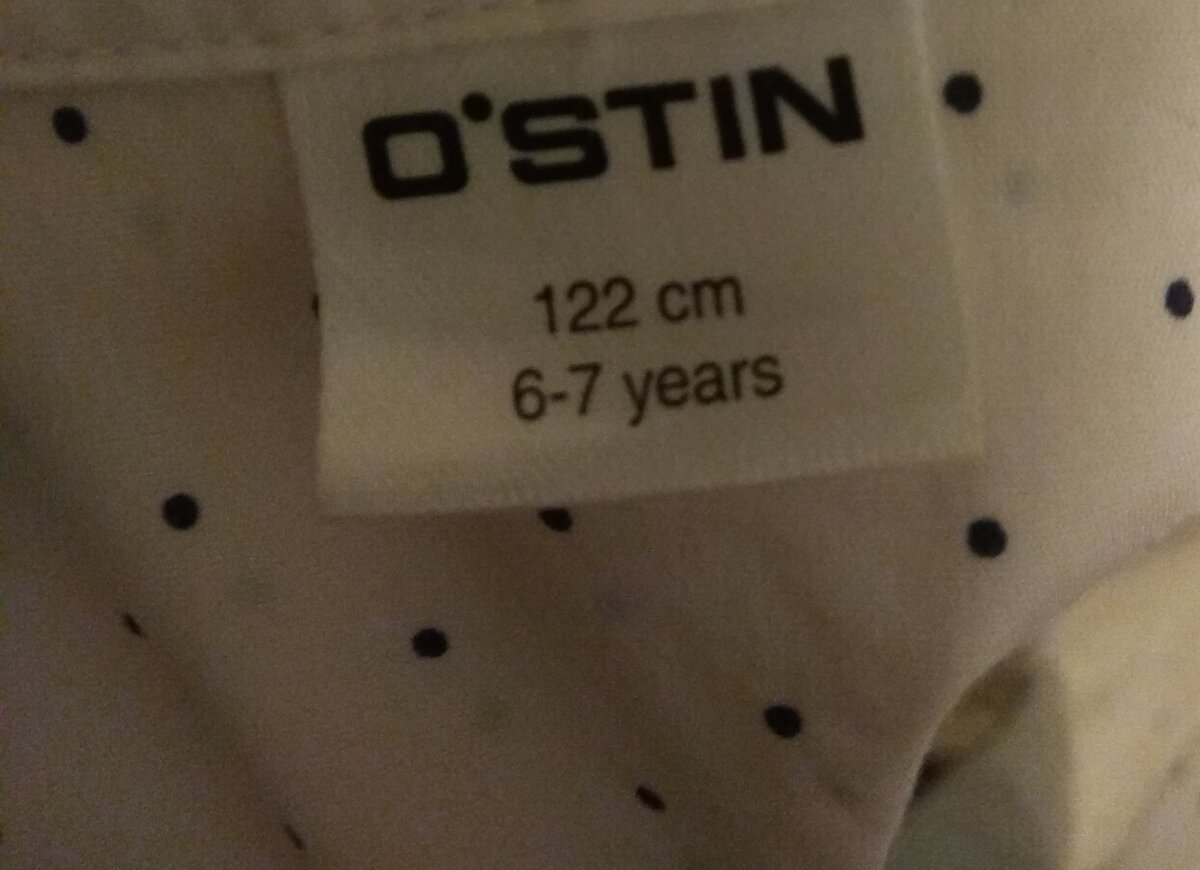 O'STIN
122 cm
6-7 years